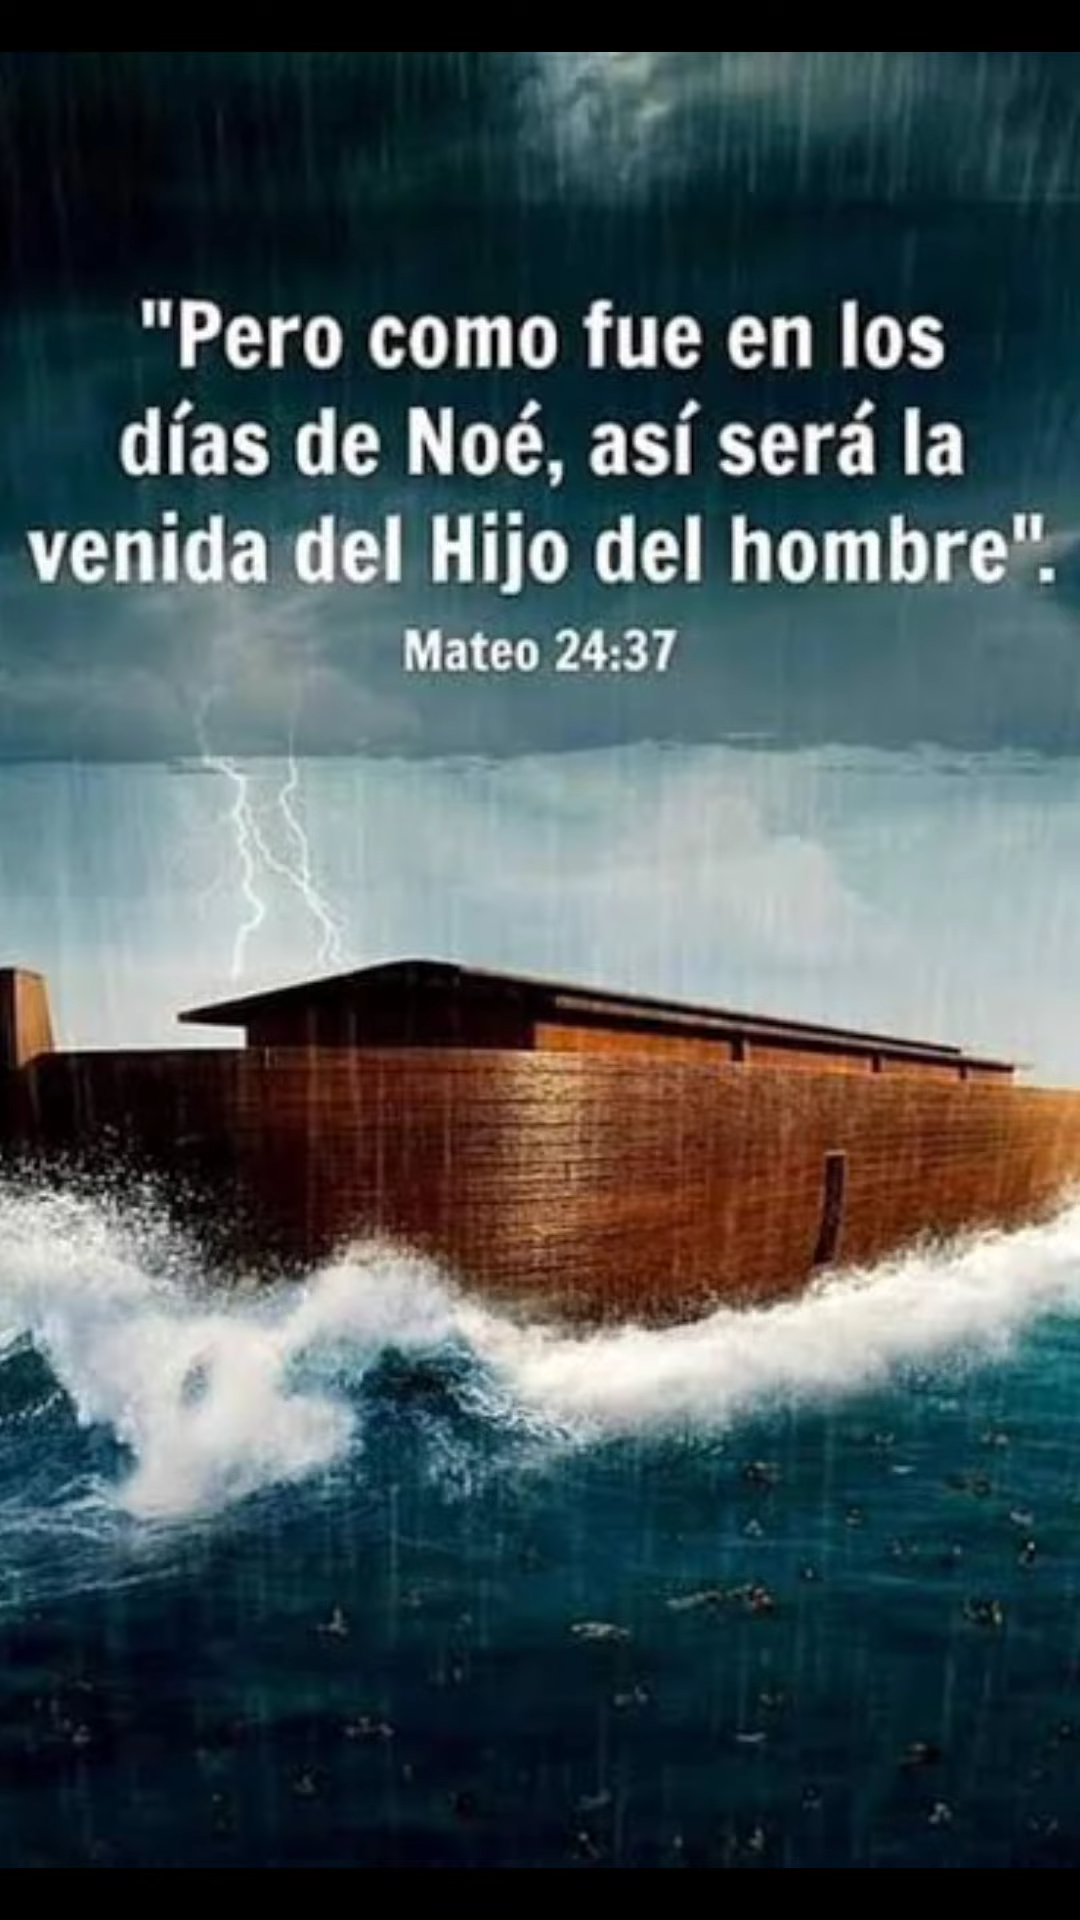 "Pero como fue en los
días de Noé, así será la
venida del Hijo del hombre".
Mateo 24:37